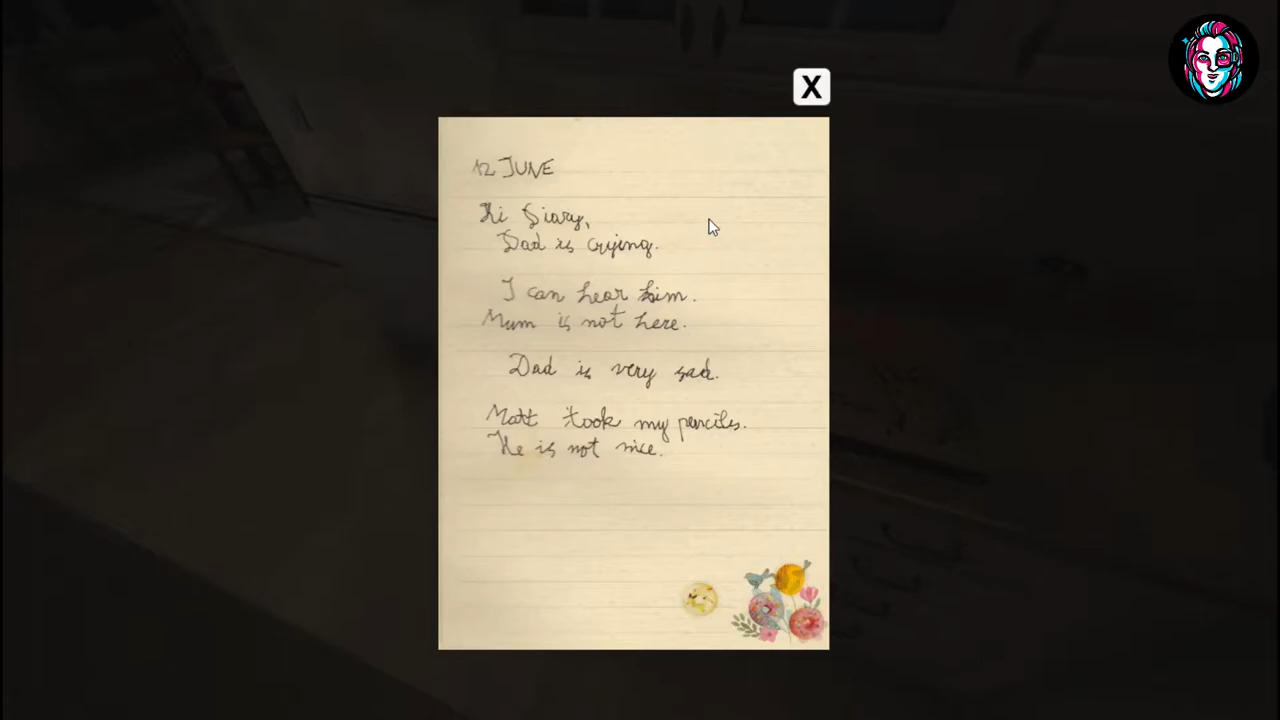 X
12 JUNE
Hi Diary,
Dad is crying.
I can hear him.
Mum is not here.
Dad is very sad.
Matt took my penciles.
He is not nice.